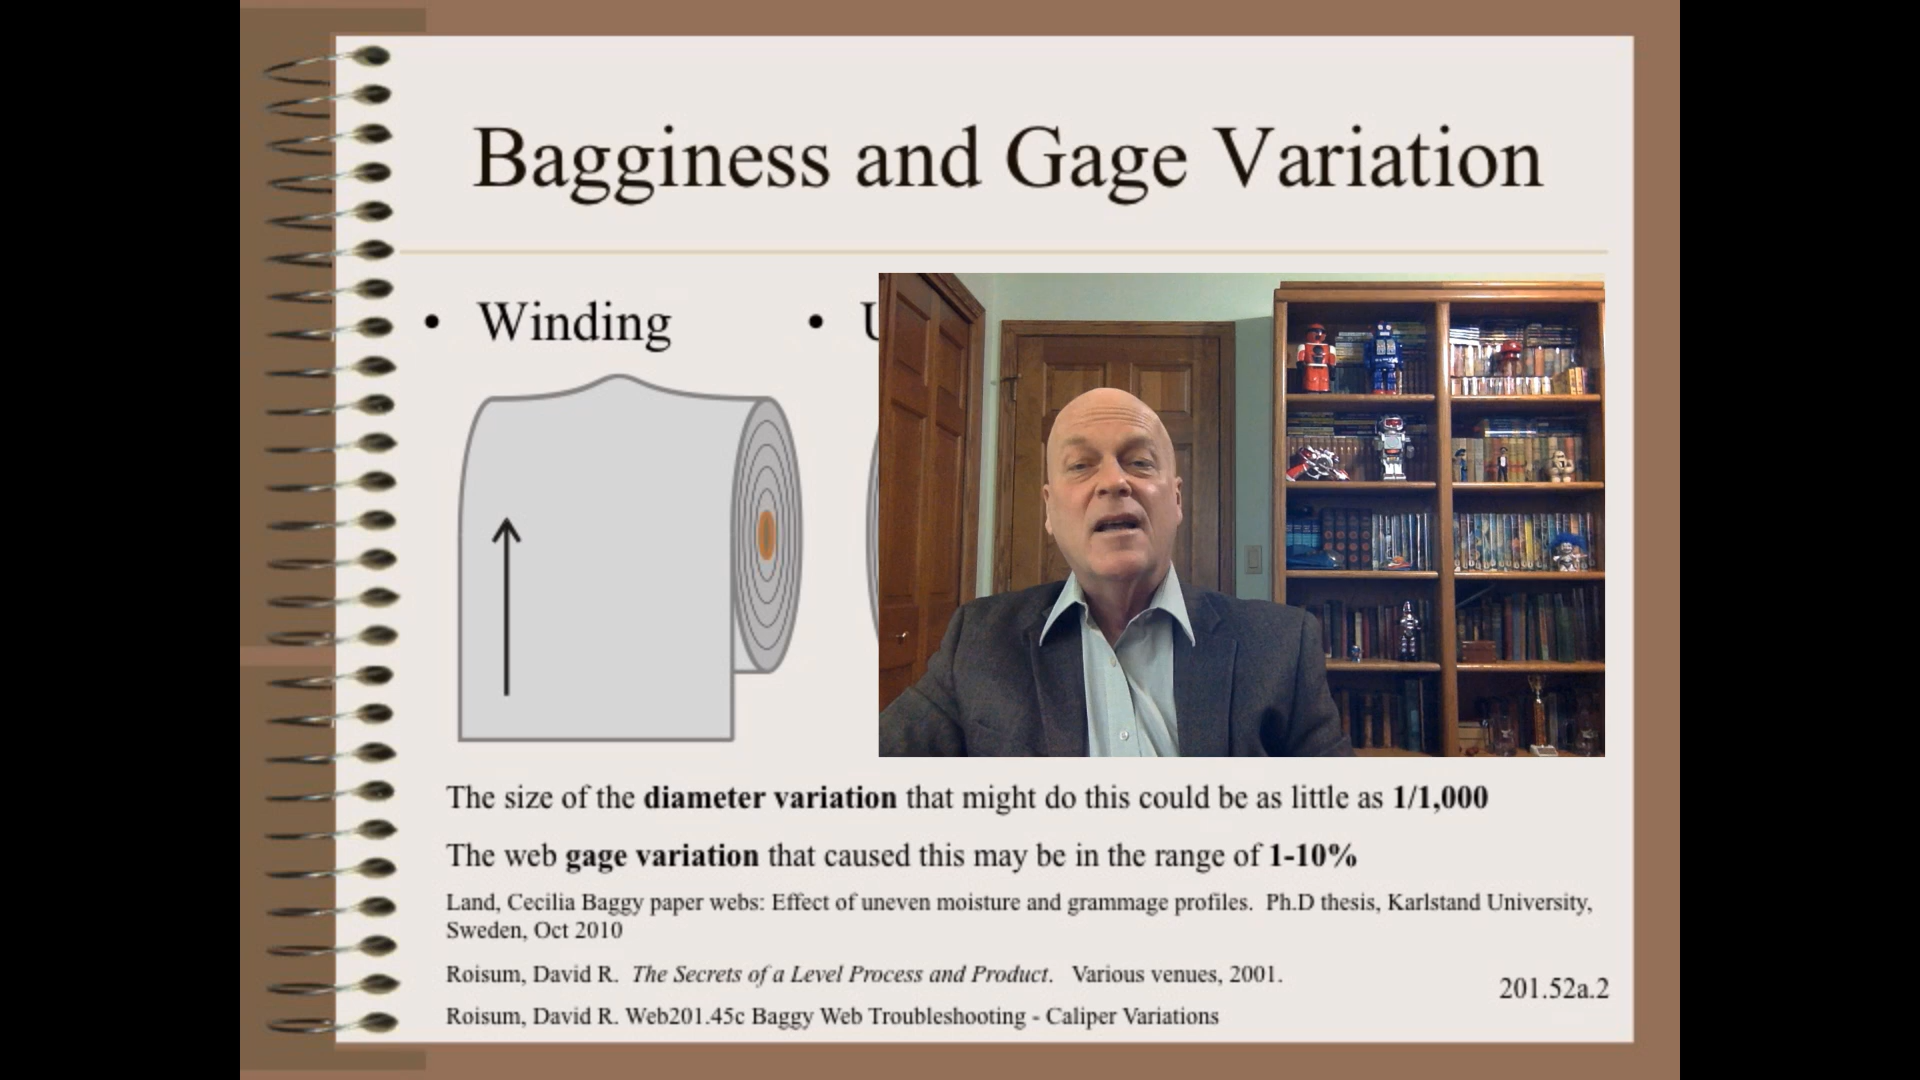 Bagginess and Gage Variation
• Winding
•
The size of the diameter variation that might do this could be as little as 1/1,000
The web gage variation that caused this may be in the range of 1-10%
Land, Cecilia Baggy paper webs: Effect of uneven moisture and grammage profiles. Ph.D thesis, Karlstand University,
Sweden, Oct 2010
Roisum, David R. The Secrets of a Level Process and Product. Various venues, 2001.
201.52a.2
Roisum, David R. Web201.45c Baggy Web Troubleshooting - Caliper Variations